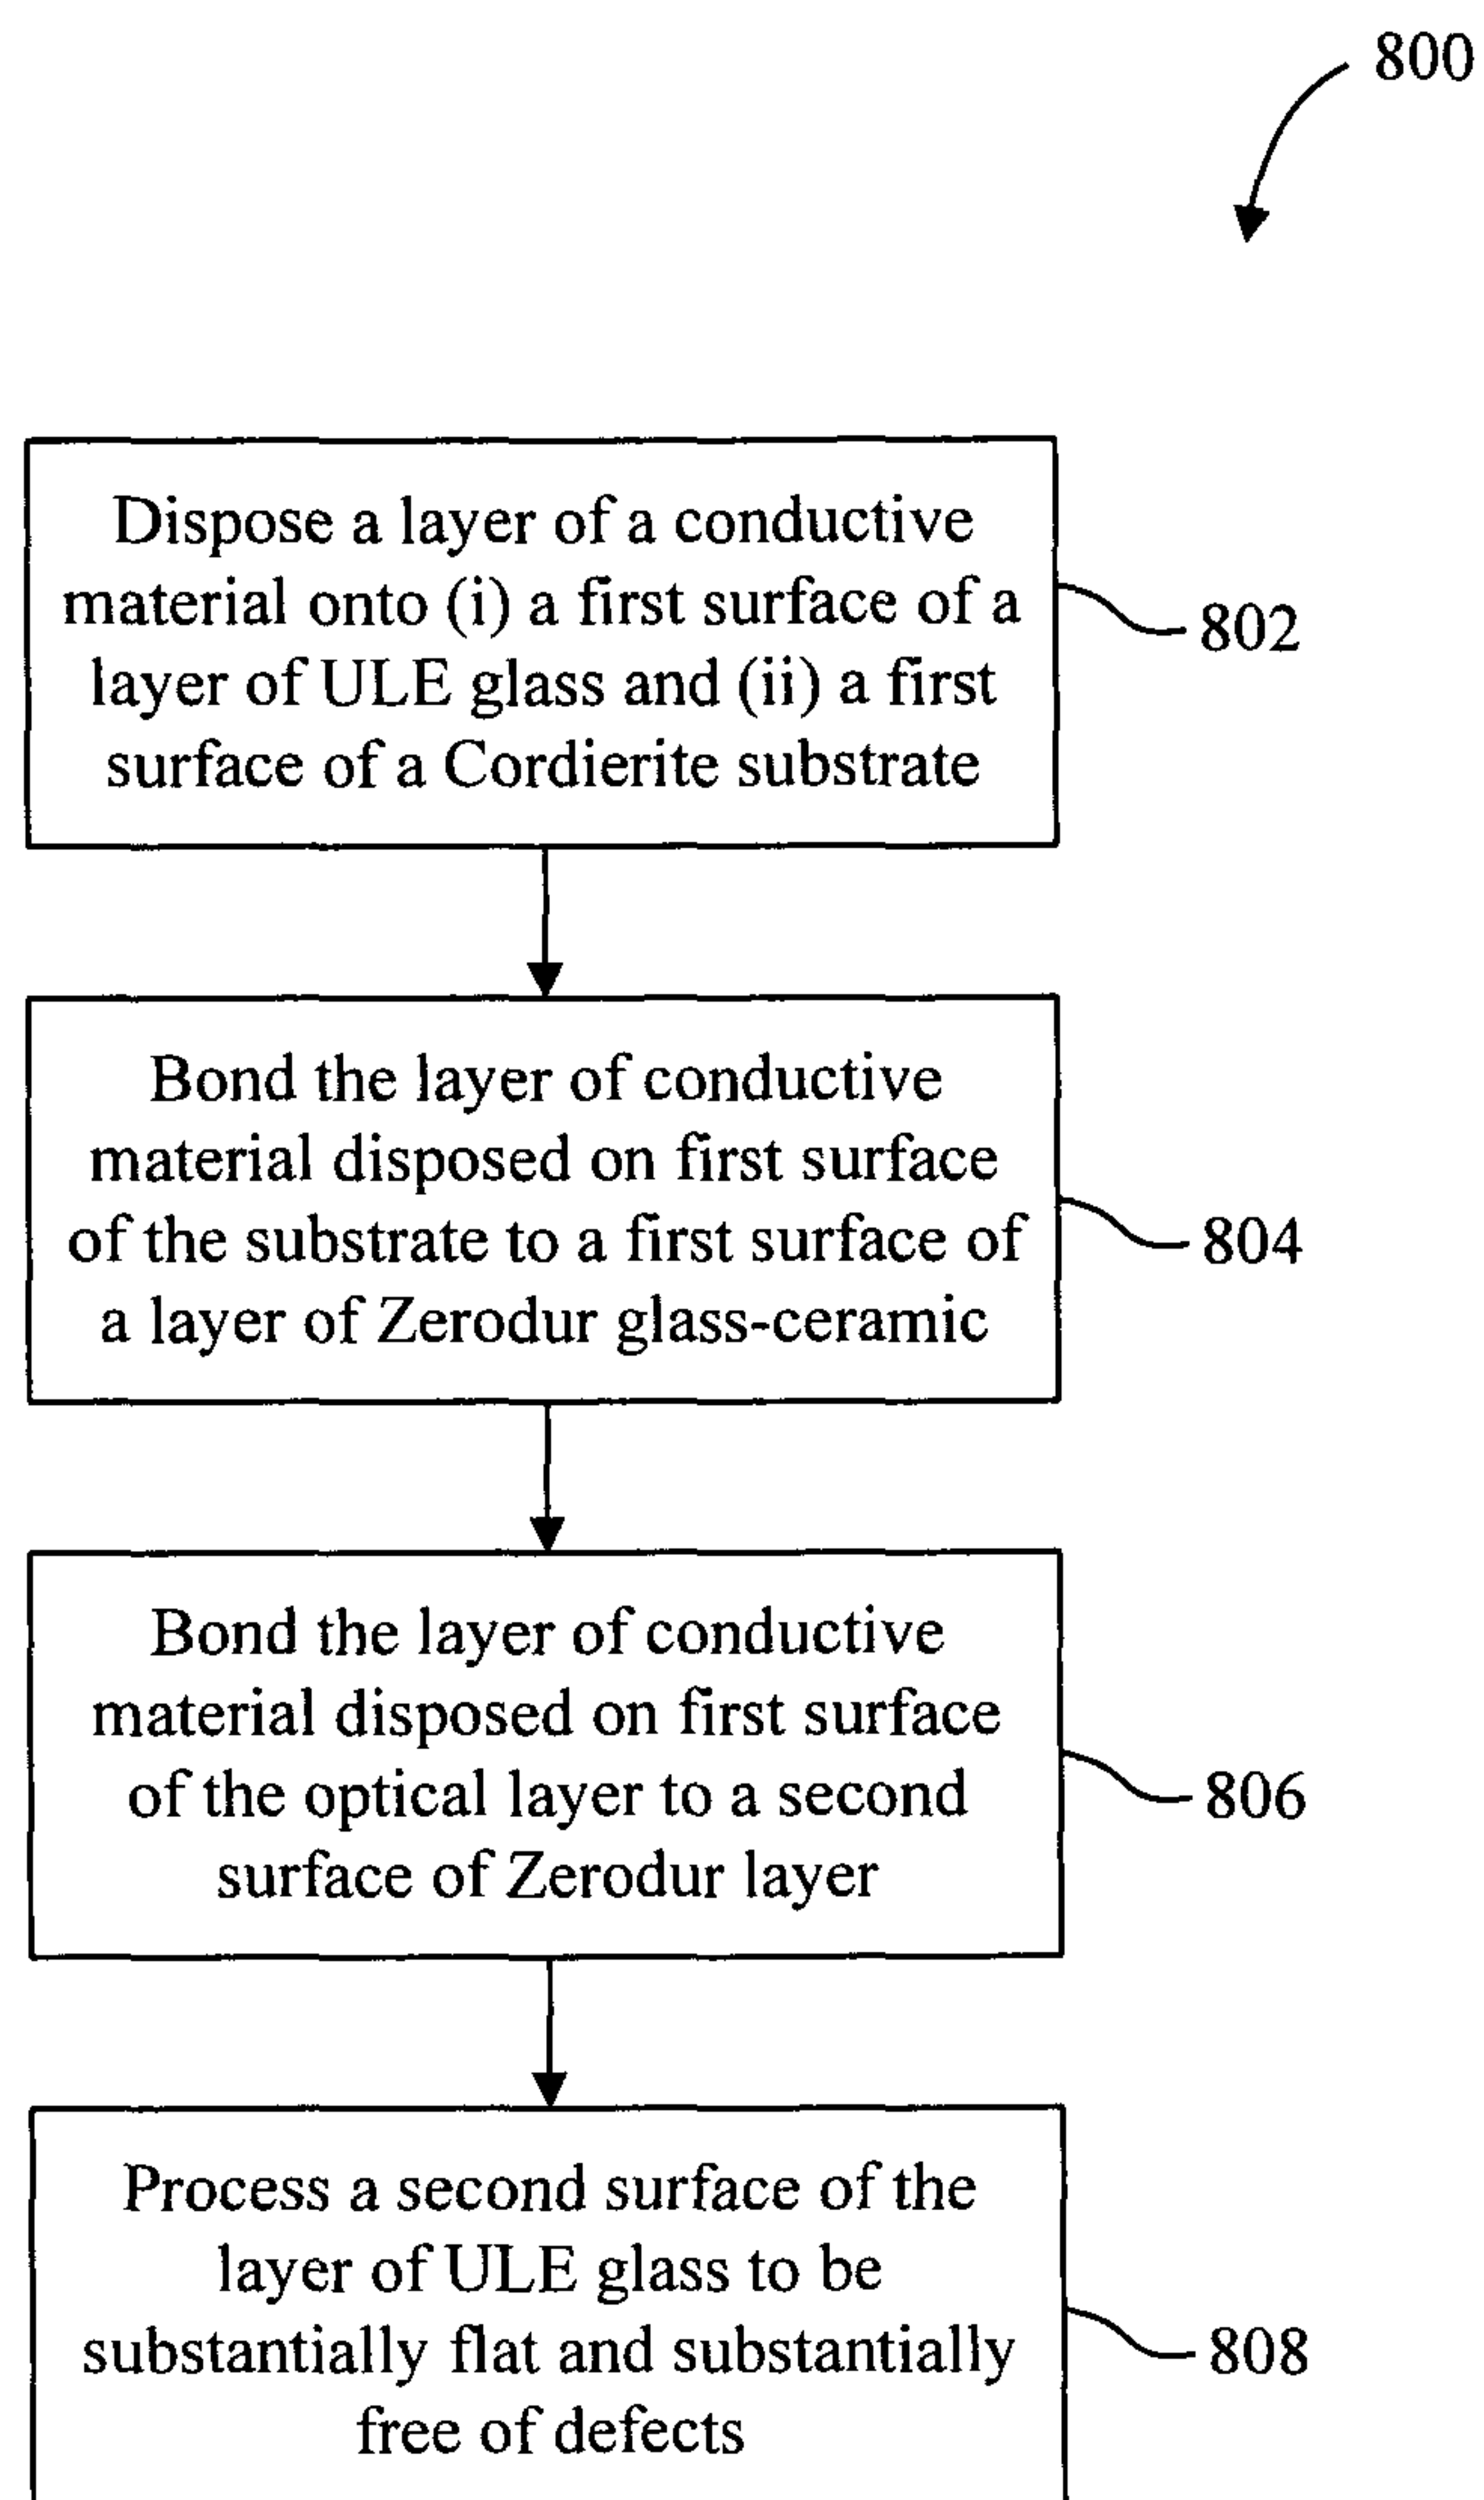 800
Dispose a layer of a conductive
material onto (i) a first surface of a
layer of ULE glass and (ii) a first
surface of a Cordierite substrate
802
Bond the layer of conductive
material disposed on first surface
of the substrate to a first surface of
a layer of Zerodur glass-ceramic
804
Bond the layer of conductive
material disposed on first surface
of the optical layer to a second
surface of Zerodur layer
806
Process a second surface of the
layer of ULE glass to be
substantially flat and substantially
free of defects
808